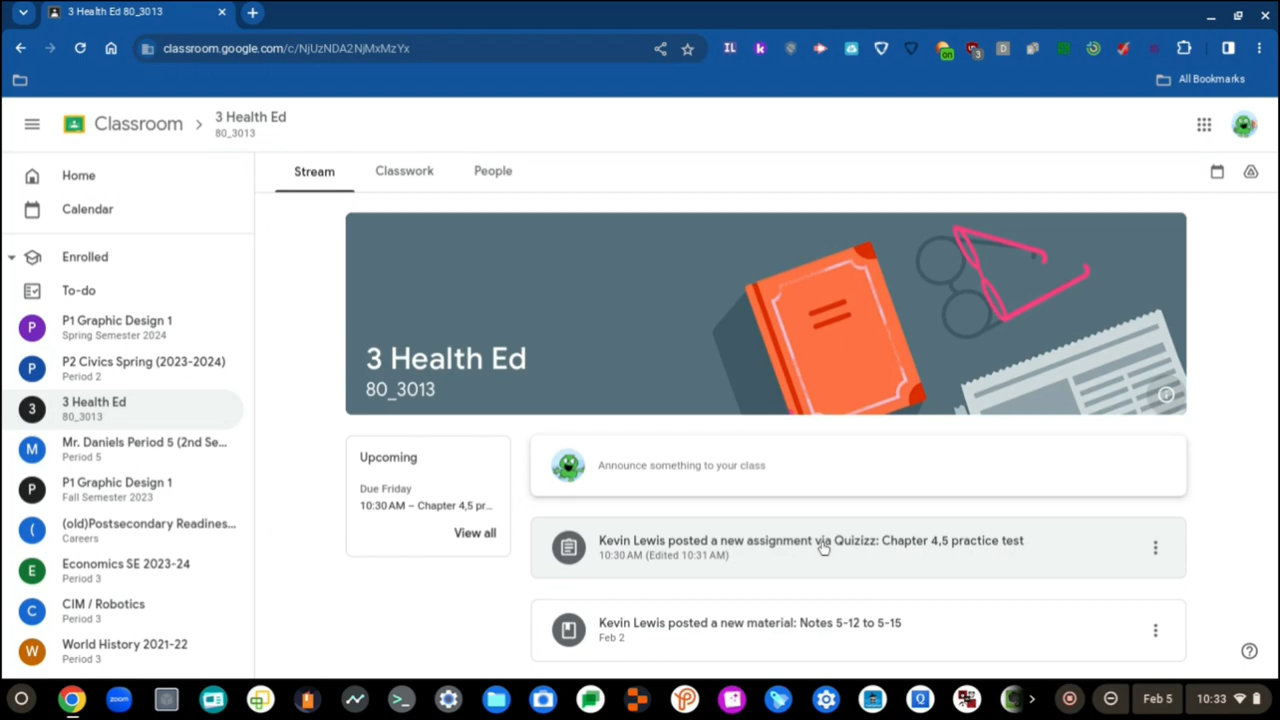 3 Health Ed 80_3013
classroom.google.com/c/NjUzNDA2NjMxMzYx
IL
k
on
3
D
All Bookmarks
Classroom
3 Health Ed
80_3013
Stream
Classwork
People
Home
Calendar
Enrolled
To-do
P
P1 Graphic Design 1
Spring Semester 2024
P
P2 Civics Spring (2023-2024)
Period 2
3
3 Health Ed
80_3013
M
Mr. Daniels Period 5 (2nd Se...
Period 5
P
P1 Graphic Design 1
Fall Semester 2023
(
(old)Postsecondary Readines...
Careers
E
Economics SE 2023-24
Period 3
C
CIM / Robotics
Period 3
W
World History 2021-22
Period 3
3 Health Ed
80_3013
Upcoming
Due Friday
10:30 AM – Chapter 4,5 pr...
View all
Announce something to your class
Kevin Lewis posted a new assignment via Quizizz: Chapter 4,5 practice test
10:30 AM (Edited 10:31 AM)
Kevin Lewis posted a new material: Notes 5-12 to 5-15
Feb 2
zoom
Q
Feb 5
10:33